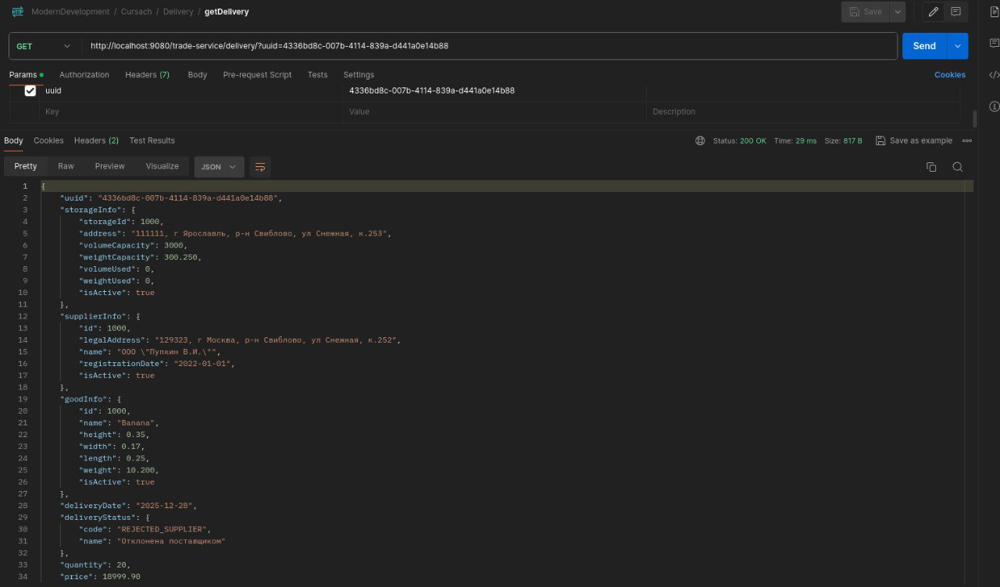 HTTP ModernDevelopment / Cursach / Delivery / getDelivery Save
GET http://localhost:9080/trade-service/delivery/?uuid=4336bd8c-007b-4114-839a-d441a0e14b88 Send
Params Authorization Headers (7) Body Pre-request Script Tests Settings Cookies
uuid 4336bd8c-007b-4114-839a-d441a0e14b88
Key Value Description
Body Cookies Headers (2) Test Results Status: 200 OK Time: 29 ms Size: 817 B Save as example
Pretty Raw Preview Visualize JSON
1 {
2 "uuid": "4336bd8c-007b-4114-839a-d441a0e14b88",
3 "storageInfo": {
4 "storageId": 1000,
5 "address": "111111, г Ярославль, р-н Свиблово, ул Снежная, к.253",
6 "volumeCapacity": 3000,
7 "weightCapacity": 300.250,
8 "volumeUsed": 0,
9 "weightUsed": 0,
10 "isActive": true
11 },
12 "supplierInfo": {
13 "id": 1000,
14 "legalAddress": "129323, г Москва, р-н Свиблово, ул Снежная, к.252",
15 "name": "ООО \"Пупкин В.И.\"",
16 "registrationDate": "2022-01-01",
17 "isActive": true
18 },
19 "goodInfo": {
20 "id": 1000,
21 "name": "Banana",
22 "height": 0.35,
23 "width": 0.17,
24 "length": 0.25,
25 "weight": 10.200,
26 "isActive": true
27 },
28 "deliveryDate": "2025-12-28",
29 "deliveryStatus": {
30 "code": "REJECTED_SUPPLIER",
31 "name": "Отклонена поставщиком"
32 },
33 "quantity": 20,
34 "price": 18999.90